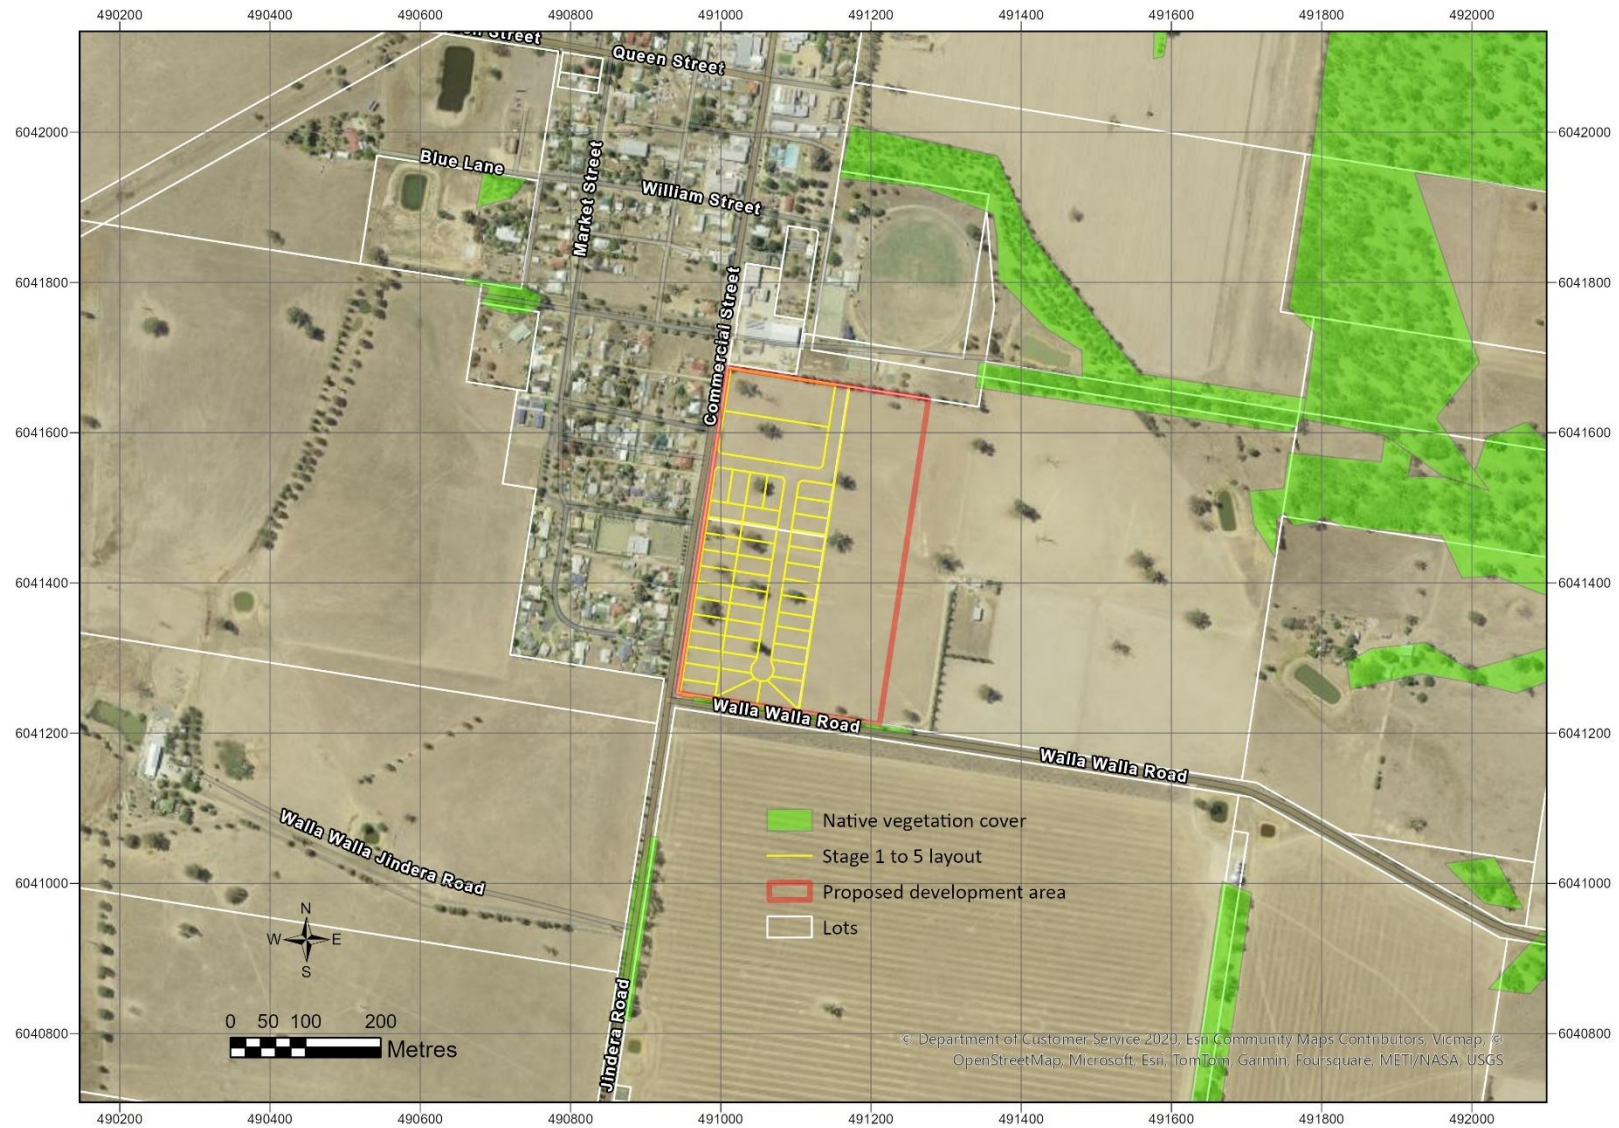 490200 490400 490600 490800 491000 491200 491400 491600 491800 492000
Queen Street
6042000 6042000
Blue Lane
Market Street
William Street
6041800 6041800
Commercial Street
6041600 6041600
6041400 6041400
6041200 6041200
Walla Walla Road
Walla Walla Road
Walla Walla Jindera Road
Native vegetation cover
Stage 1 to 5 layout
Proposed development area
Lots
6041000 6041000
N
W E
S
0 50 100 200
Metres
6040800 6040800
Jindera Road
© Department of Customer Service 2020, Esri Community Maps Contributors, Vicmap, ©
OpenStreetMap, Microsoft, Esri, TomTom, Garmin, Foursquare, METI/NASA, USGS
490200 490400 490600 490800 491000 491200 491400 491600 491800 492000